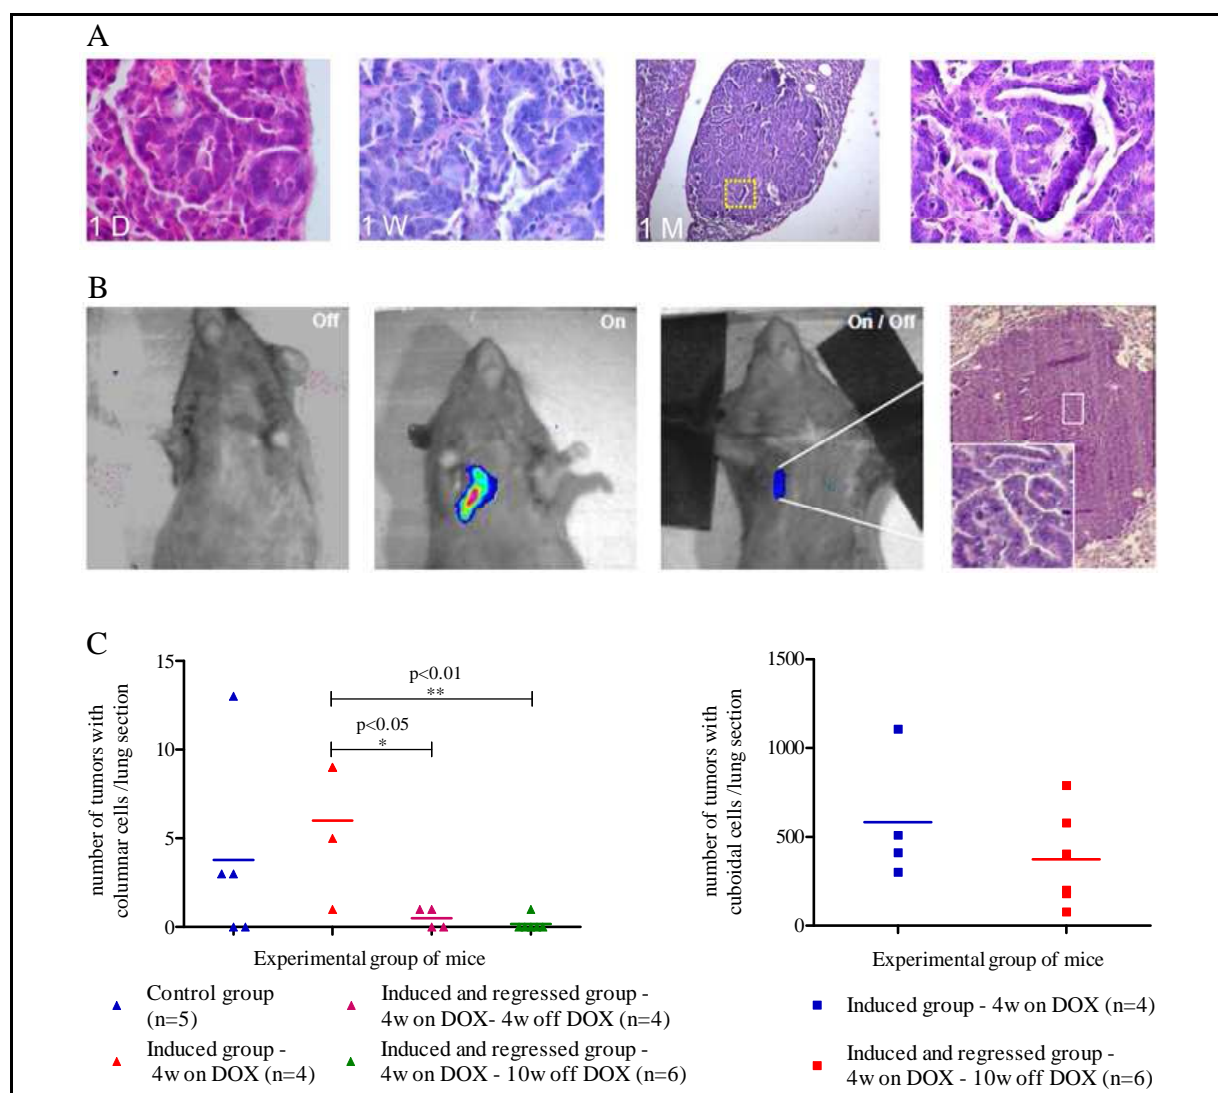 A
1 D
1 W
1 M
B
Off
On
On / Off
C
number of tumors with
columnar cells /lung section
15
10
5
0
p<0.01
**
p<0.05
*
Experimental group of mice
Control group
(n=5)
Induced group -
4w on DOX (n=4)
Induced and regressed group -
4w on DOX- 4w off DOX (n=4)
Induced and regressed group -
4w on DOX - 10w off DOX (n=6)
number of tumors with
cuboidal cells /lung section
1500
1000
500
0
Experimental group of mice
Induced group - 4w on DOX (n=4)
Induced and regressed group -
4w on DOX - 10w off DOX (n=6)